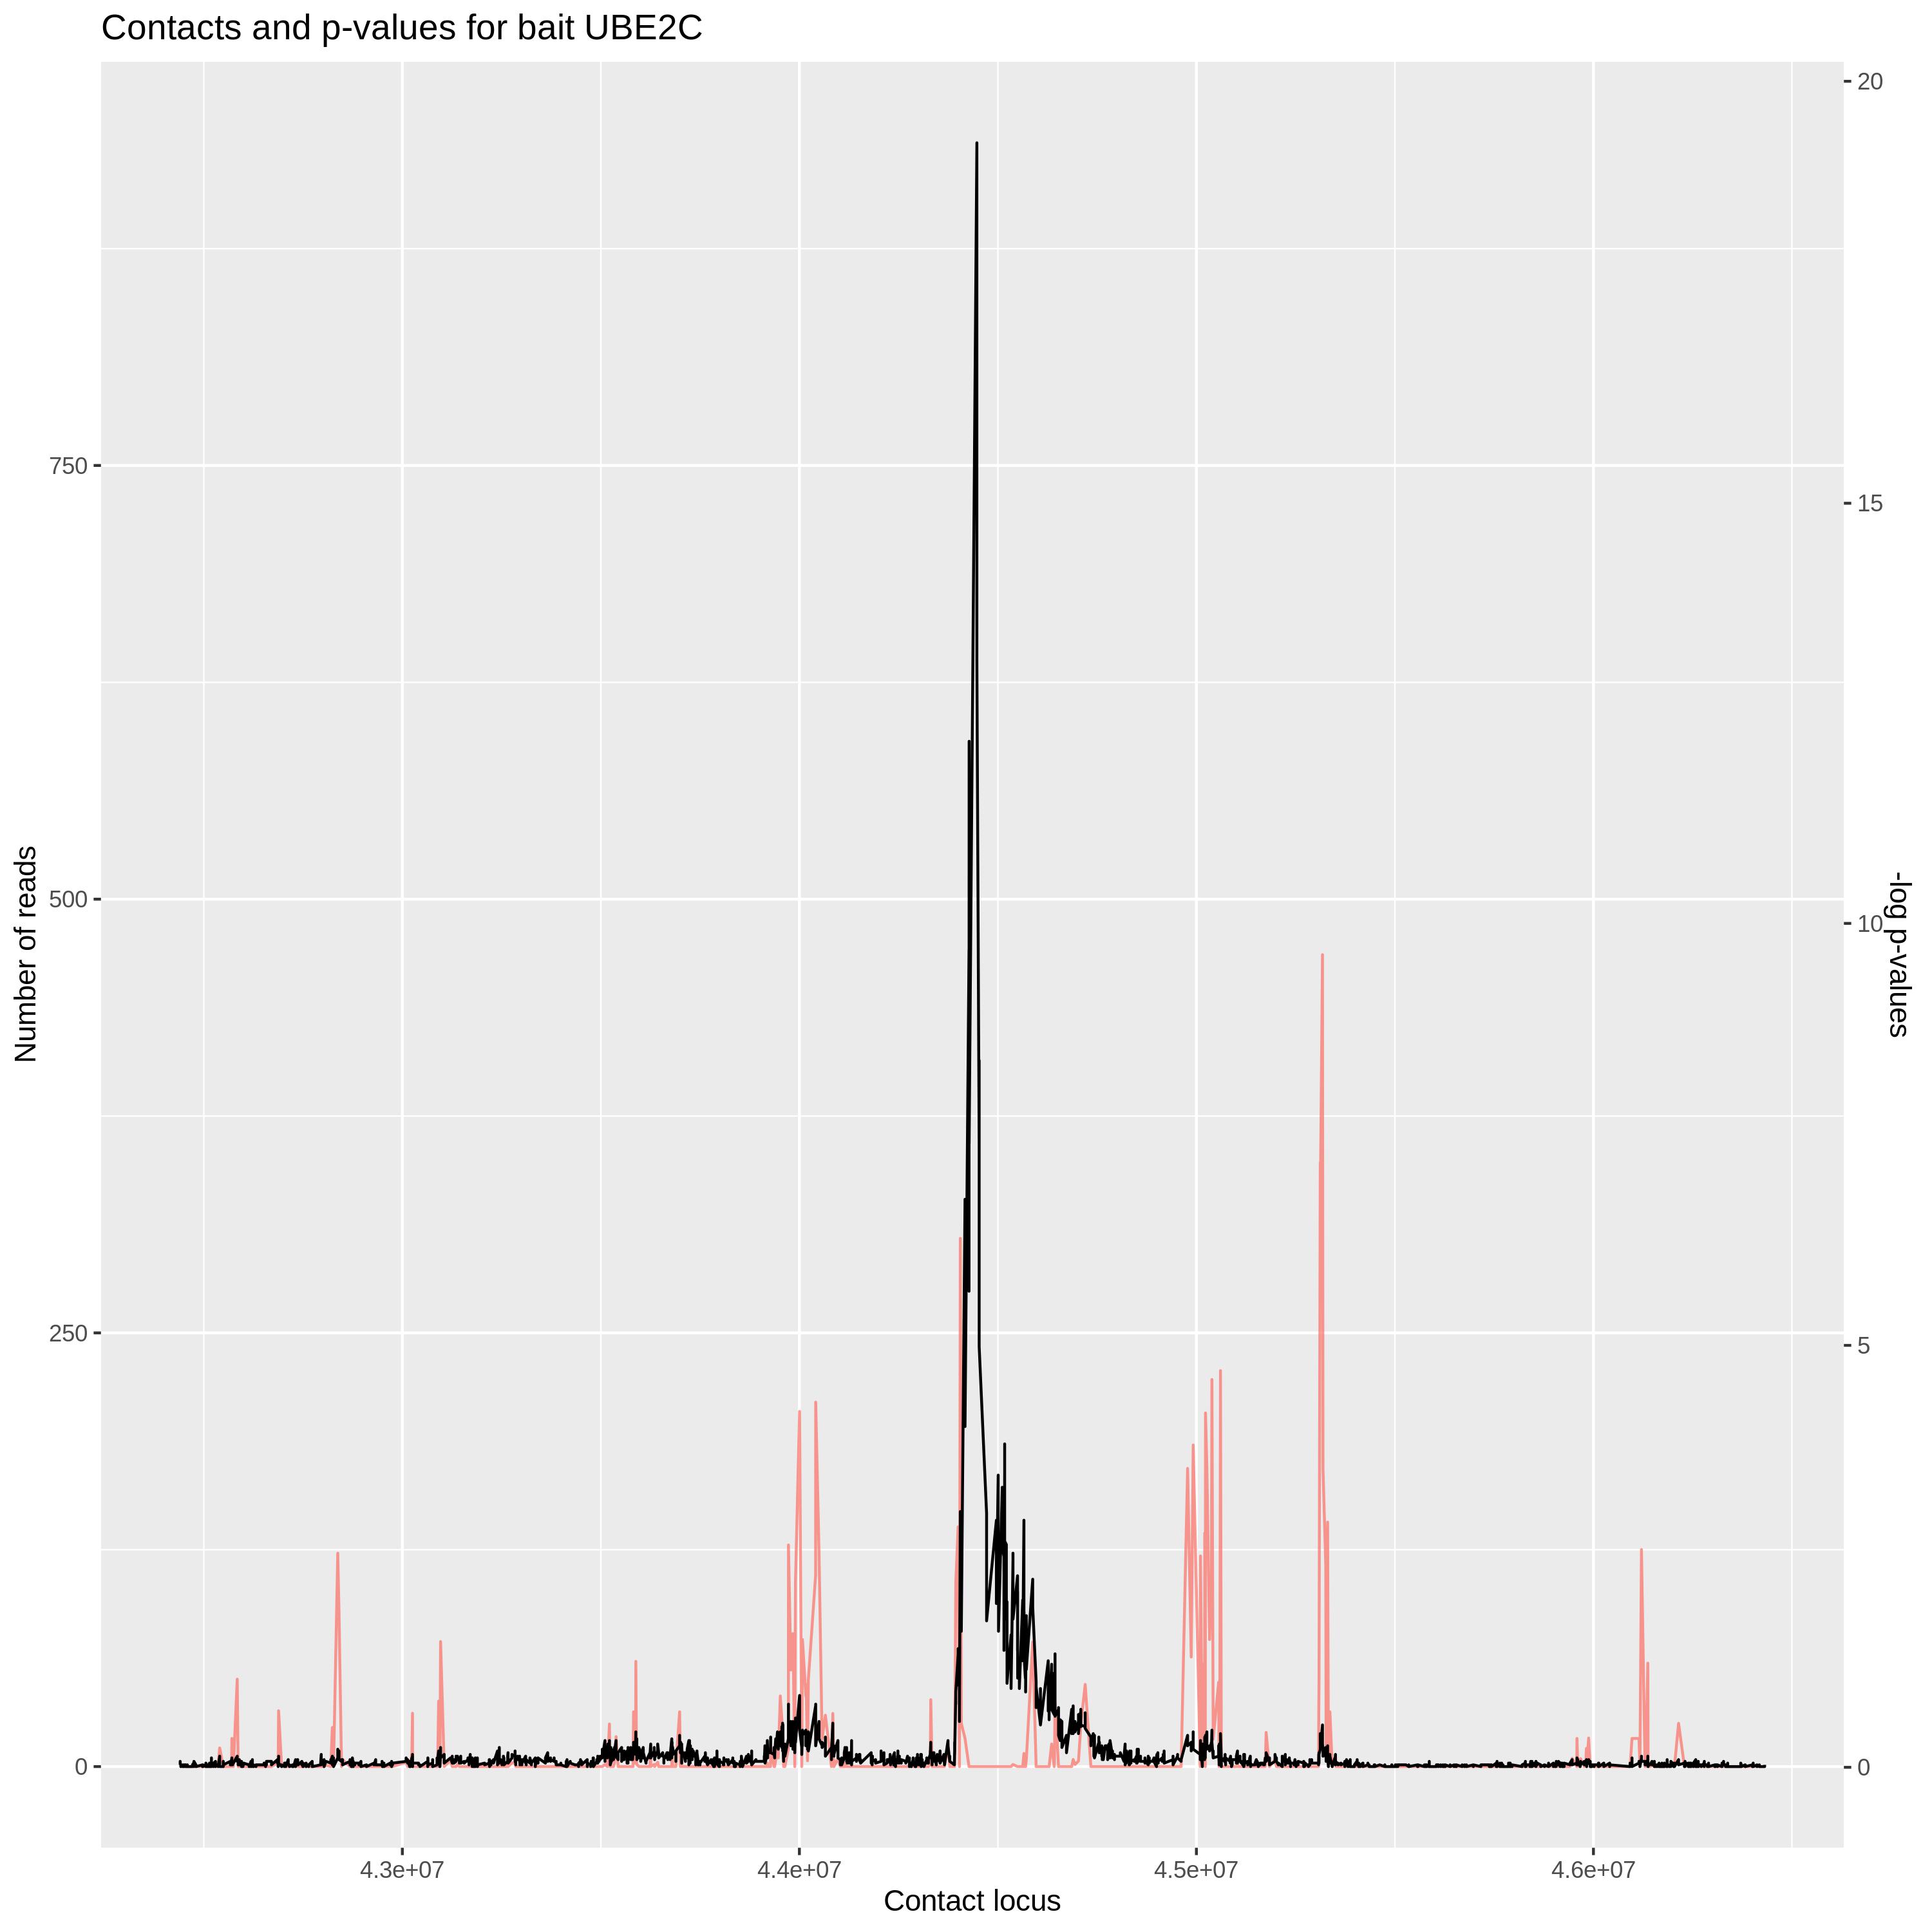 Contacts and p-values for bait UBE2C
20
750
15
Number of reads
500
10
-log p-values
250
5
0
0
4.3e+07
4.4e+07
4.5e+07
4.6e+07
Contact locus